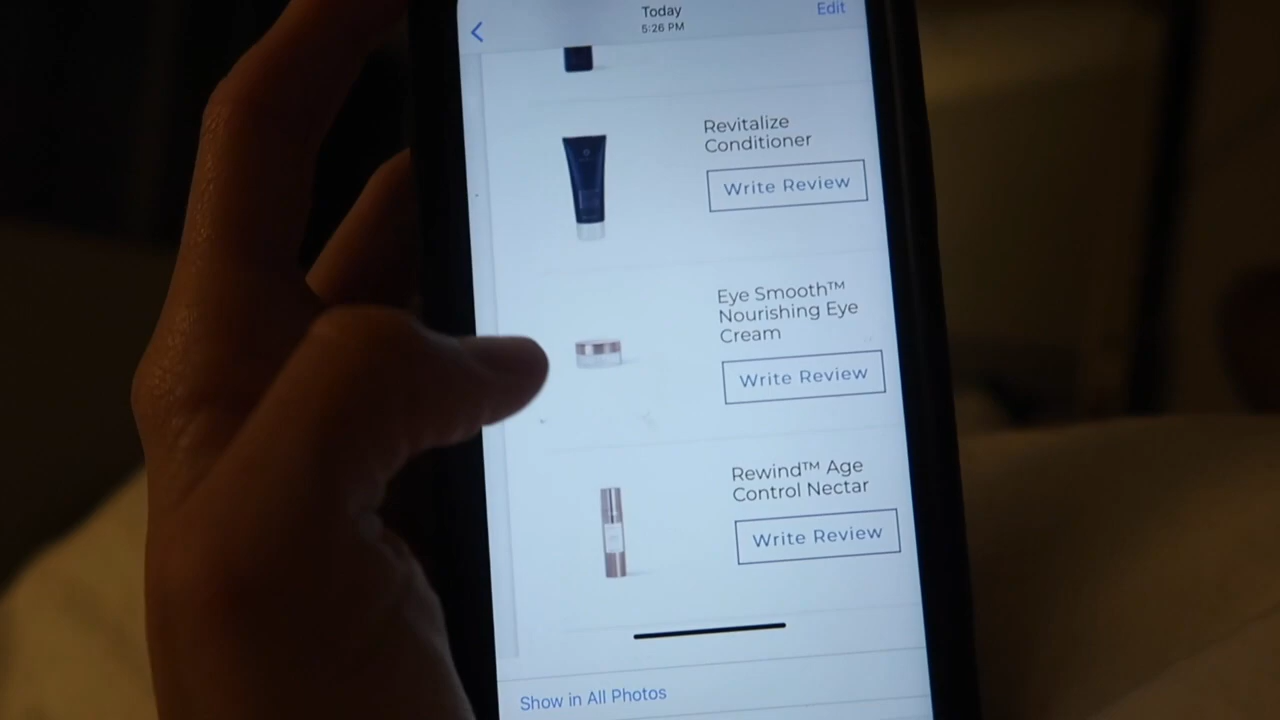 Today
5:26 PM
Edit
Revitalize
Conditioner
Write Review
Eye Smooth™
Nourishing Eye
Cream
Write Review
Rewind™ Age
Control Nectar
Write Review
Show in All Photos